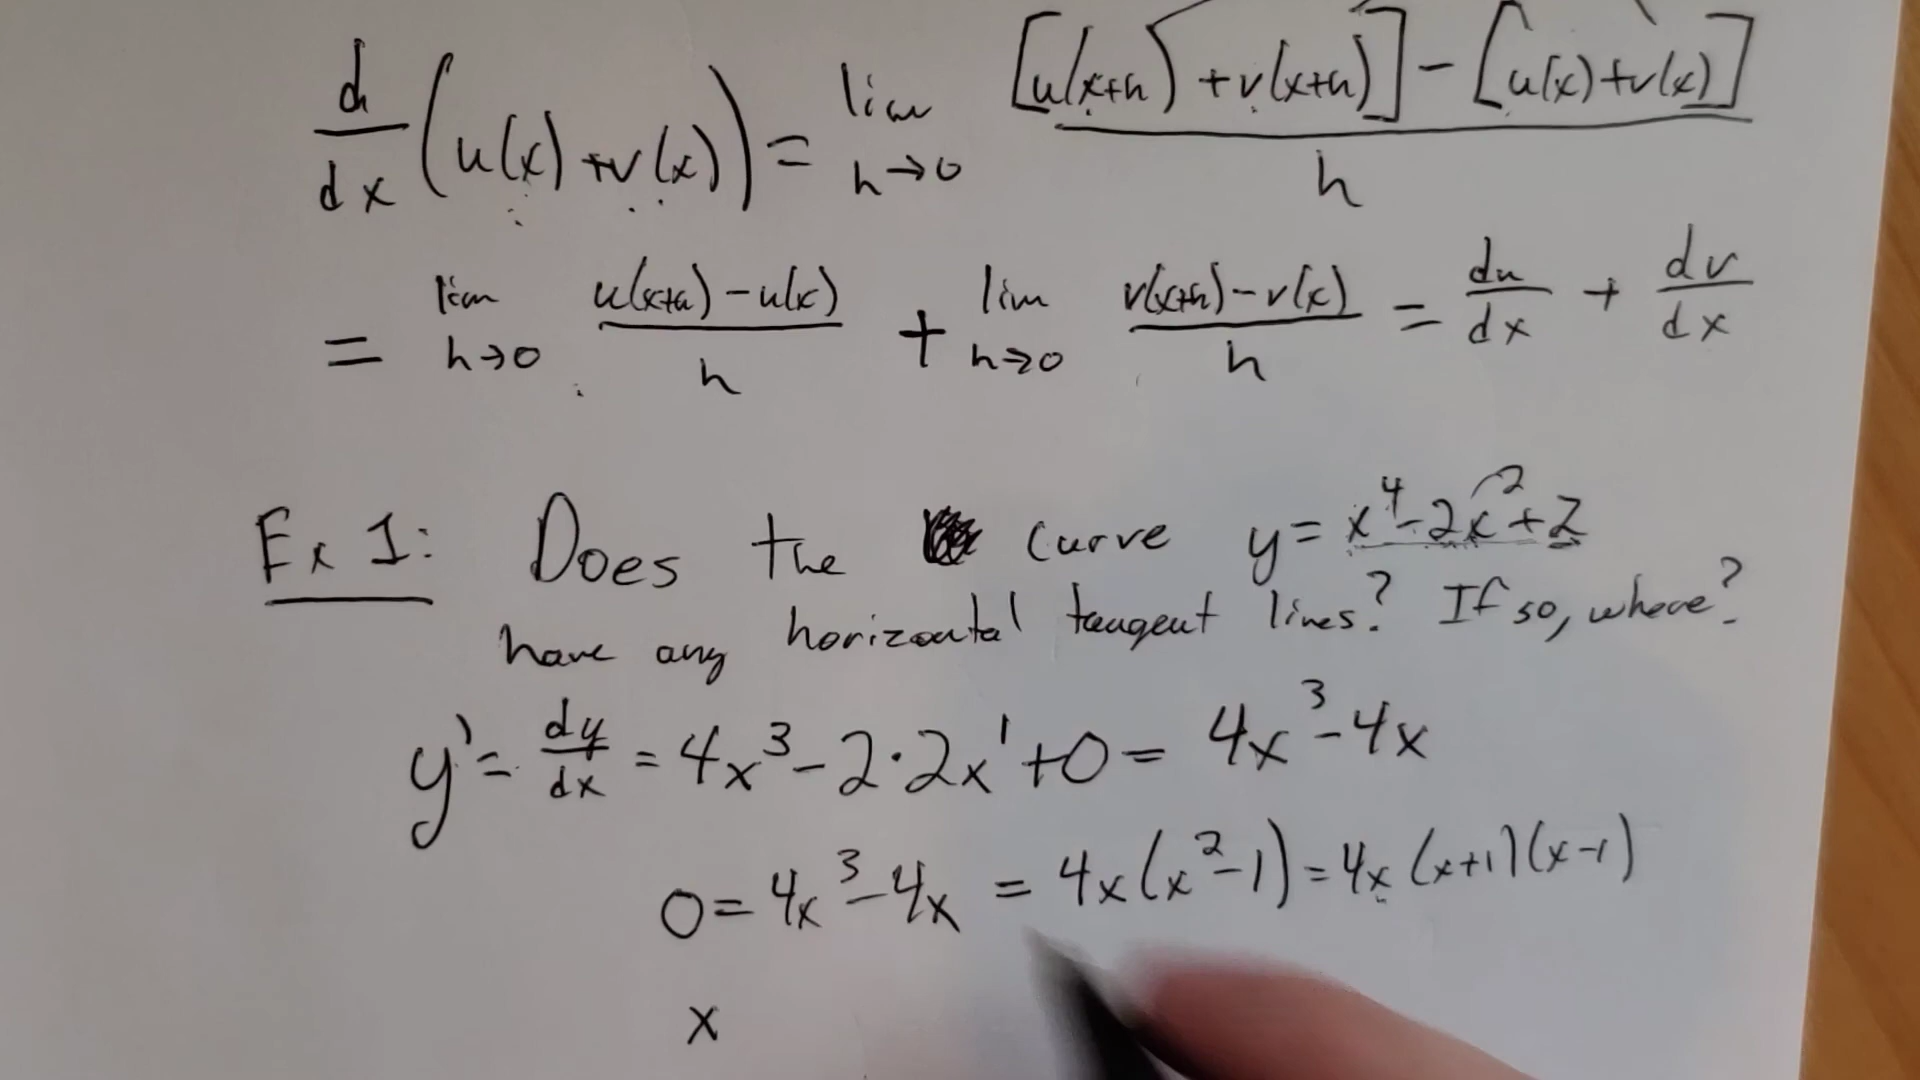 d/dx (u(x)+v(x)) = lim h→0 [u(x+h)+v(x+h)]-[u(x)+v(x)] / h
= lim h→0 u(x+h)-u(x) / h + lim h→0 v(x+h)-v(x) / h = du/dx + dv/dx
Ex 1: Does the curve y=x⁴-2x²+2
have any horizontal tangent lines? If so, where?
y'= dy/dx = 4x³-2·2x¹+0= 4x³-4x
0=4x³-4x = 4x(x²-1)=4x(x+1)(x-1)
x